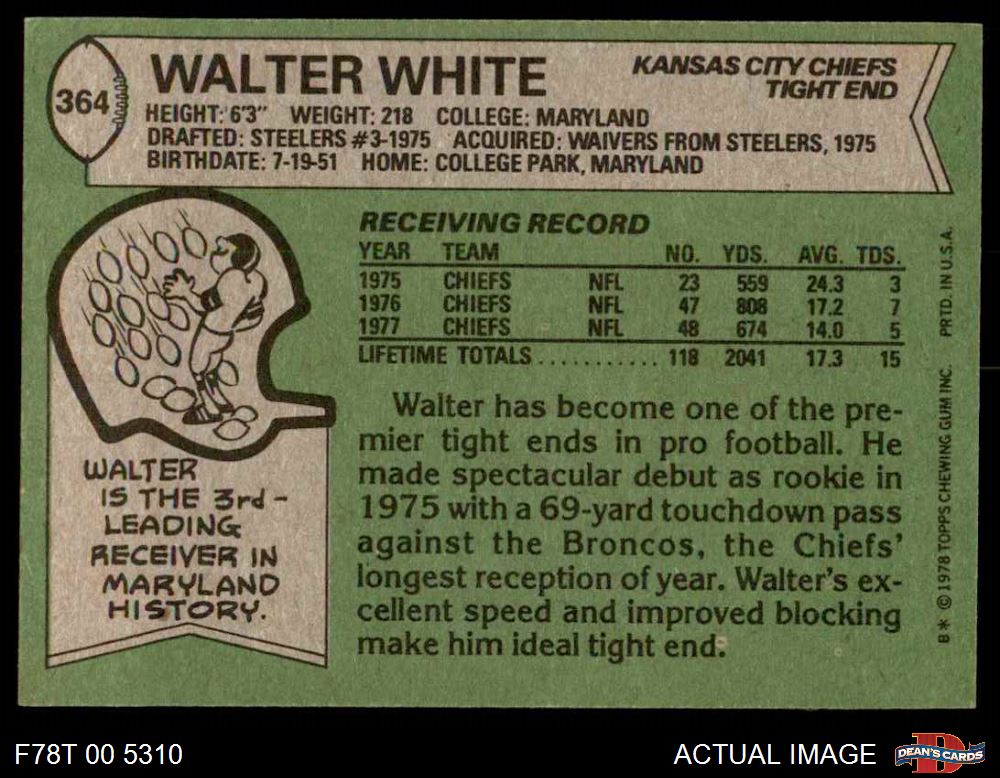 364
WALTER WHITE
KANSAS CITY CHIEFS
TIGHT END
HEIGHT: 6'3" WEIGHT: 218 COLLEGE: MARYLAND
DRAFTED: STEELERS #3-1975 ACQUIRED: WAIVERS FROM STEELERS, 1975
BIRTHDATE: 7-19-51 HOME: COLLEGE PARK, MARYLAND
RECEIVING RECORD
YEAR TEAM NO. YDS. AVG. TDS.
1975 CHIEFS NFL 23 559 24.3 3
1976 CHIEFS NFL 47 808 17.2 7
1977 CHIEFS NFL 48 674 14.0 5
LIFETIME TOTALS........... 118 2041 17.3 15
Walter has become one of the pre-
mier tight ends in pro football. He
made spectacular debut as rookie in
1975 with a 69-yard touchdown pass
against the Broncos, the Chiefs'
longest reception of year. Walter's ex-
cellent speed and improved blocking
make him ideal tight end.
WALTER
IS THE 3rd-
LEADING
RECEIVER IN
MARYLAND
HISTORY.
B* © 1978 TOPPS CHEWING GUM INC. PRTD. IN U.S.A.
F78T 00 5310
ACTUAL IMAGE
DEAN'S CARDS